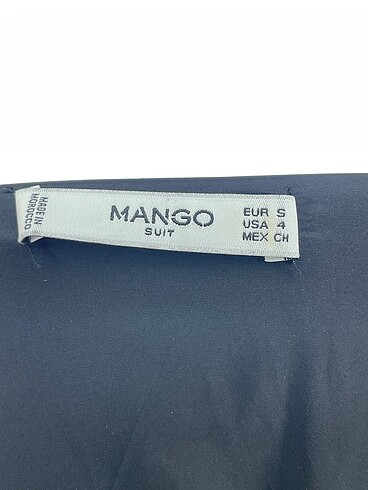 MADE IN
MOROCCO
MANGO
SUIT
EUR S
USA 4
MEX CH